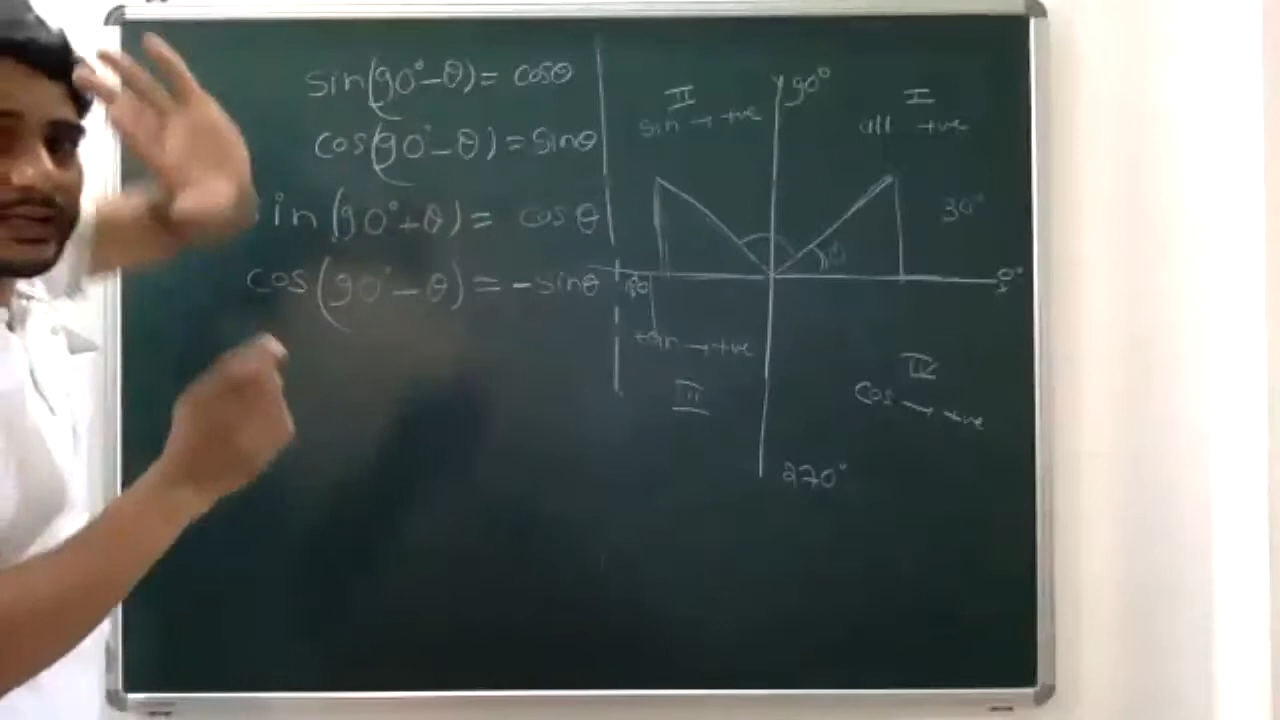 sin(90°-θ)= cosθ
cos(90°-θ)=sinθ
in(90°+θ)= cosθ
cos(90°-θ)=-sinθ
90°
II
sin→+ve
I
all +ve
30°
θ
0°
180
tan→+ve
III
IV
cos→+ve
270°